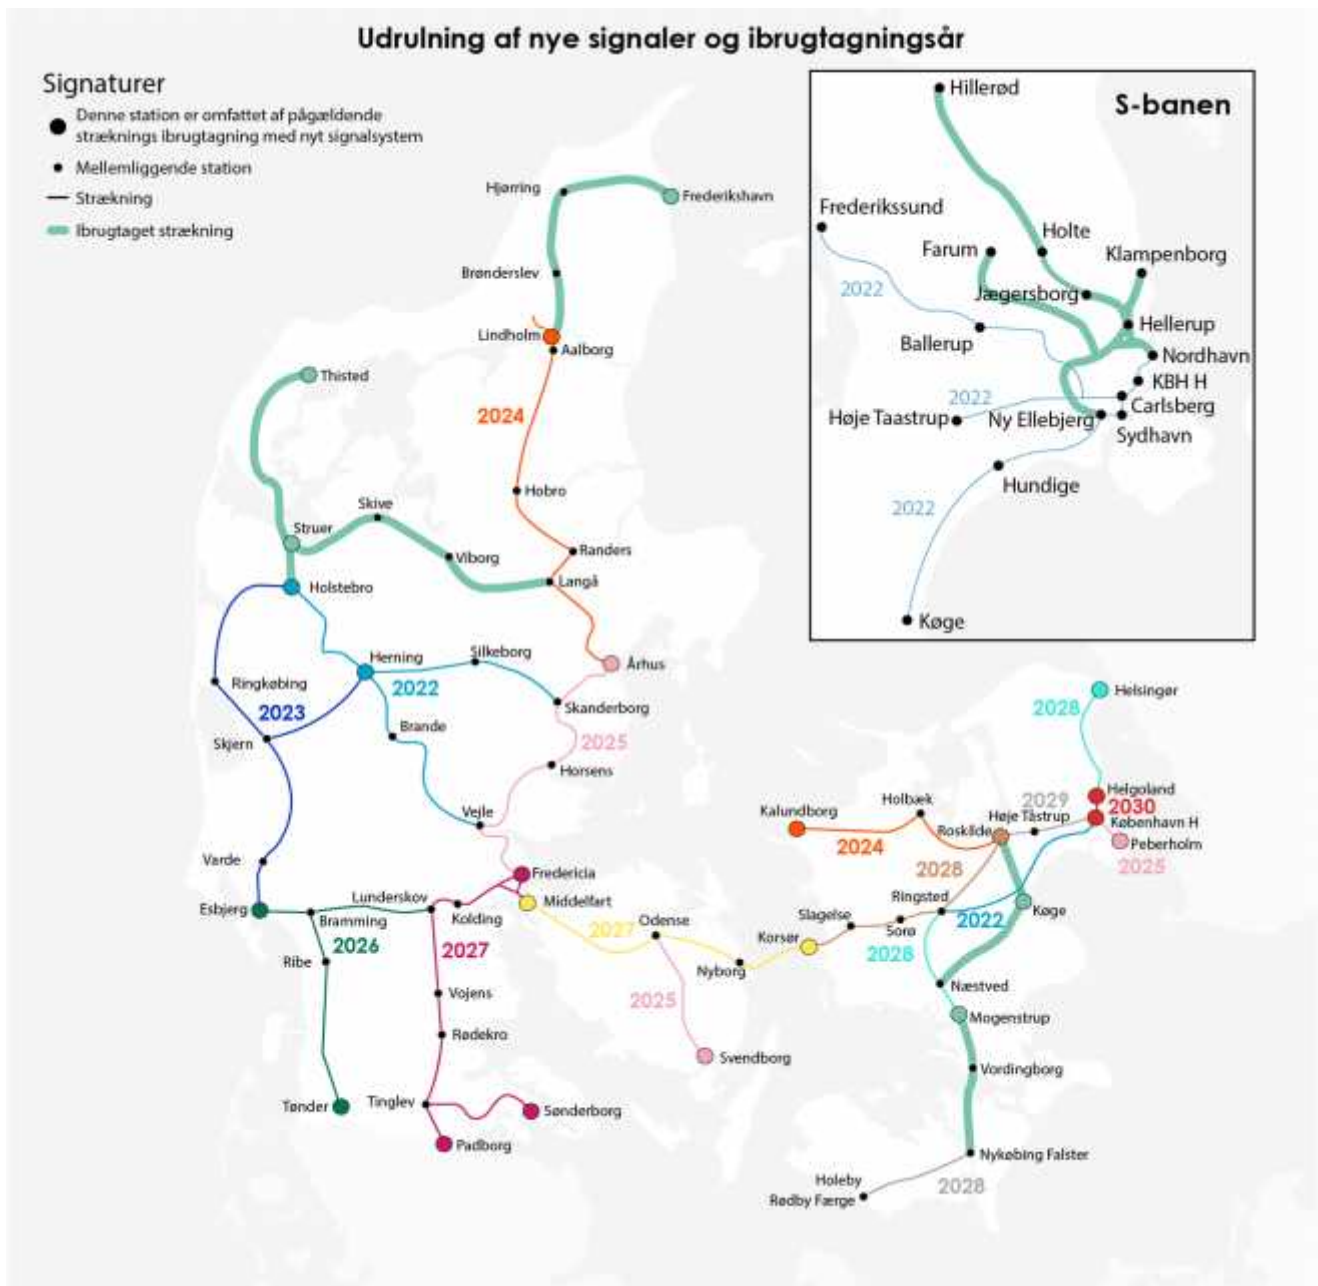 Udrulning af nye signaler og ibrugtagningsår
Signaturer
Denne station er omfattet af pågældende
stræknings ibrugtagning med nyt signalsystem
Mellemliggende station
Strækning
Ibrugtaget strækning
S-banen
Hillerød
Frederikssund
Farum
Holte
Klampenborg
2022
Jægersborg
Ballerup
Hellerup
Nordhavn
KBH H
2022
Carlsberg
Høje Taastrup
Ny Ellebjerg
Sydhavn
Hundige
2022
Køge
Hjørring
Frederikshavn
Brønderslev
Lindholm
Aalborg
Thisted
2024
Hobro
Skive
Struer
Viborg
Randers
Langå
Holstebro
Herning
Silkeborg
Århus
Ringkøbing
2022
2023
Skanderborg
Skjern
Brande
2025
Horsens
Vejle
Varde
Fredericia
Esbjerg
Bramming
Lunderskov
Kolding
Middelfart
2026
2027
Ribe
Vojens
Rødekro
Tønder
Tinglev
Sønderborg
Padborg
2027
Odense
Nyborg
2025
Svendborg
Korsør
Slagelse
Sorø
Ringsted
2028
2022
2028
Kalundborg
Holbæk
2024
Roskilde
Høje Tåstrup
2029
Helsingør
2028
Helgoland
2030
København H
Peberholm
2025
Køge
Næstved
Mogenstrup
Vordingborg
Nykøbing Falster
Holeby
Rødby Færge
2028